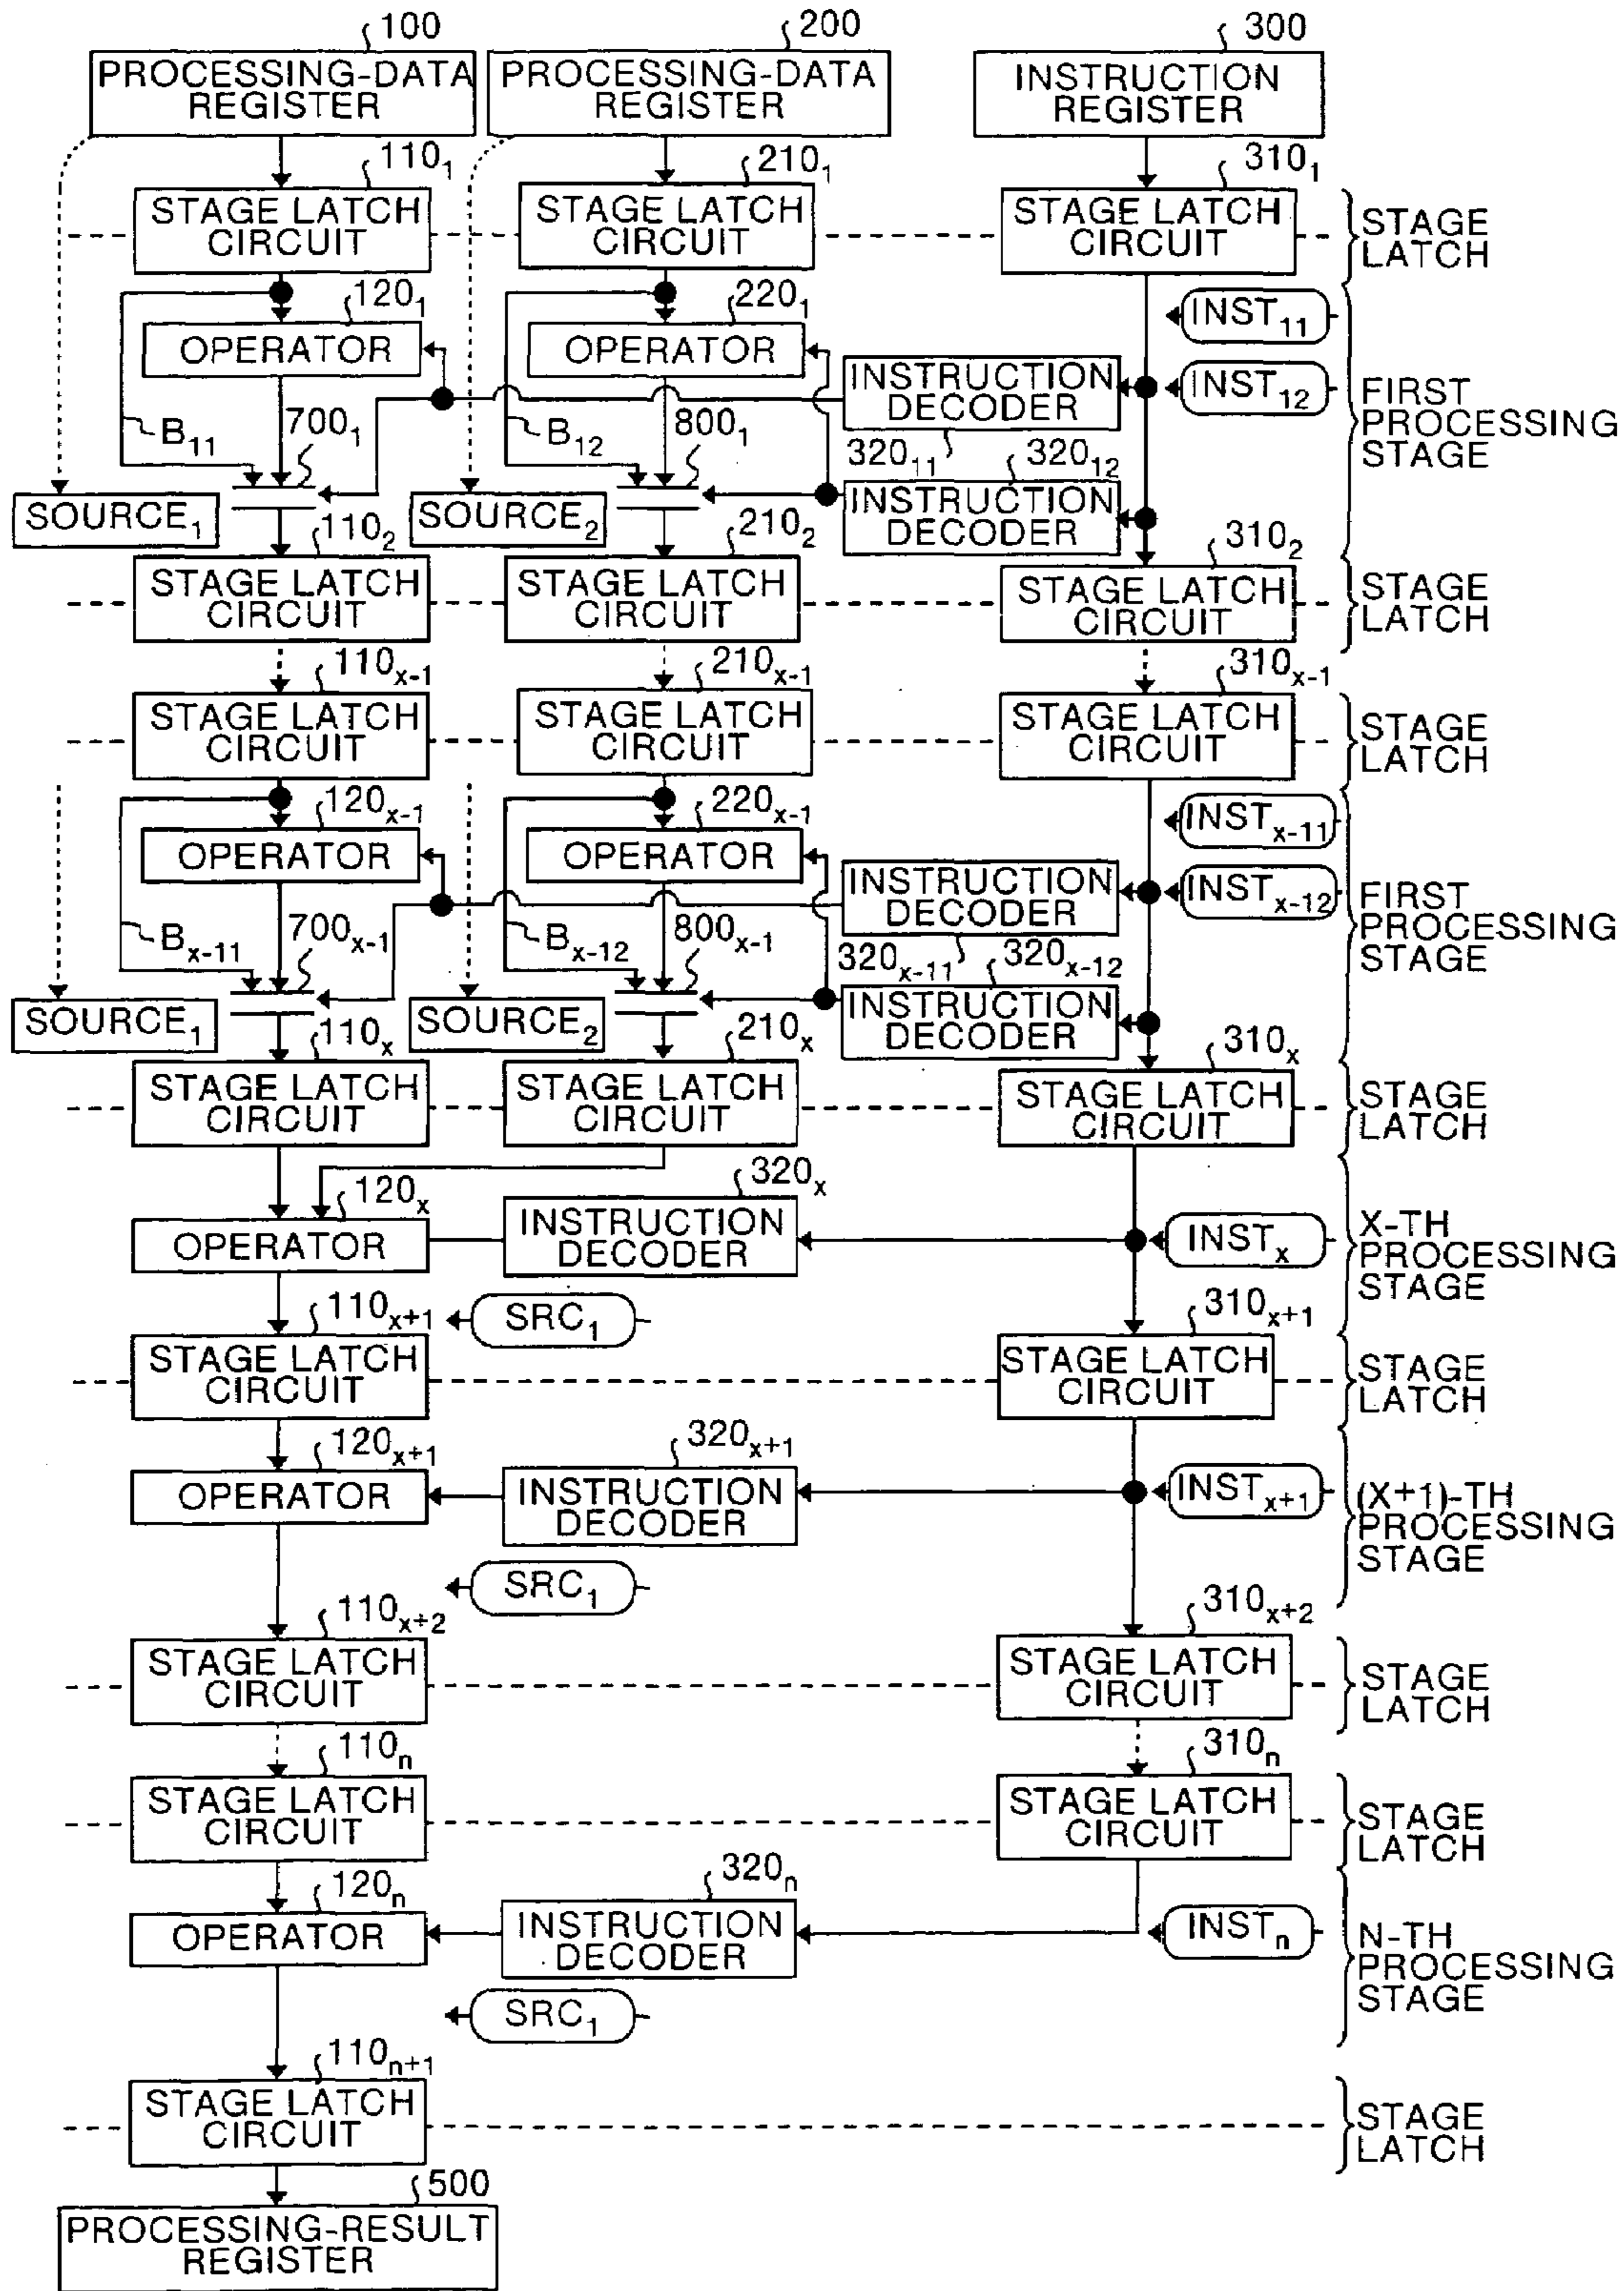 100
200
300
PROCESSING-DATA
REGISTER
PROCESSING-DATA
REGISTER
INSTRUCTION
REGISTER
110₁
210₁
310₁
STAGE LATCH
CIRCUIT
STAGE LATCH
CIRCUIT
STAGE LATCH
CIRCUIT
STAGE
LATCH
120₁
220₁
INST₁₁
OPERATOR
OPERATOR
INSTRUCTION
DECODER
INST₁₂
FIRST
PROCESSING
STAGE
B₁₁
700₁
B₁₂
800₁
320₁₁
320₁₂
SOURCE₁
SOURCE₂
INSTRUCTION
DECODER
110₂
210₂
310₂
STAGE LATCH
CIRCUIT
STAGE LATCH
CIRCUIT
STAGE LATCH
CIRCUIT
STAGE
LATCH
110ₓ₋₁
210ₓ₋₁
310ₓ₋₁
STAGE LATCH
CIRCUIT
STAGE LATCH
CIRCUIT
STAGE LATCH
CIRCUIT
STAGE
LATCH
120ₓ₋₁
220ₓ₋₁
INSTₓ₋₁₁
OPERATOR
OPERATOR
INSTRUCTION
DECODER
INSTₓ₋₁₂
FIRST
PROCESSING
STAGE
Bₓ₋₁₁
700ₓ₋₁
Bₓ₋₁₂
800ₓ₋₁
320ₓ₋₁₁
320ₓ₋₁₂
SOURCE₁
SOURCE₂
INSTRUCTION
DECODER
110ₓ
210ₓ
310ₓ
STAGE LATCH
CIRCUIT
STAGE LATCH
CIRCUIT
STAGE LATCH
CIRCUIT
STAGE
LATCH
120ₓ
320ₓ
OPERATOR
INSTRUCTION
DECODER
INSTₓ
X-TH
PROCESSING
STAGE
110ₓ₊₁
SRC₁
310ₓ₊₁
STAGE LATCH
CIRCUIT
STAGE LATCH
CIRCUIT
STAGE
LATCH
120ₓ₊₁
320ₓ₊₁
OPERATOR
INSTRUCTION
DECODER
INSTₓ₊₁
(X+1)-TH
PROCESSING
STAGE
SRC₁
110ₓ₊₂
310ₓ₊₂
STAGE LATCH
CIRCUIT
STAGE LATCH
CIRCUIT
STAGE
LATCH
110ₙ
310ₙ
STAGE LATCH
CIRCUIT
STAGE LATCH
CIRCUIT
STAGE
LATCH
120ₙ
320ₙ
OPERATOR
INSTRUCTION
DECODER
INSTₙ
N-TH
PROCESSING
STAGE
SRC₁
110ₙ₊₁
STAGE LATCH
CIRCUIT
STAGE
LATCH
500
PROCESSING-RESULT
REGISTER